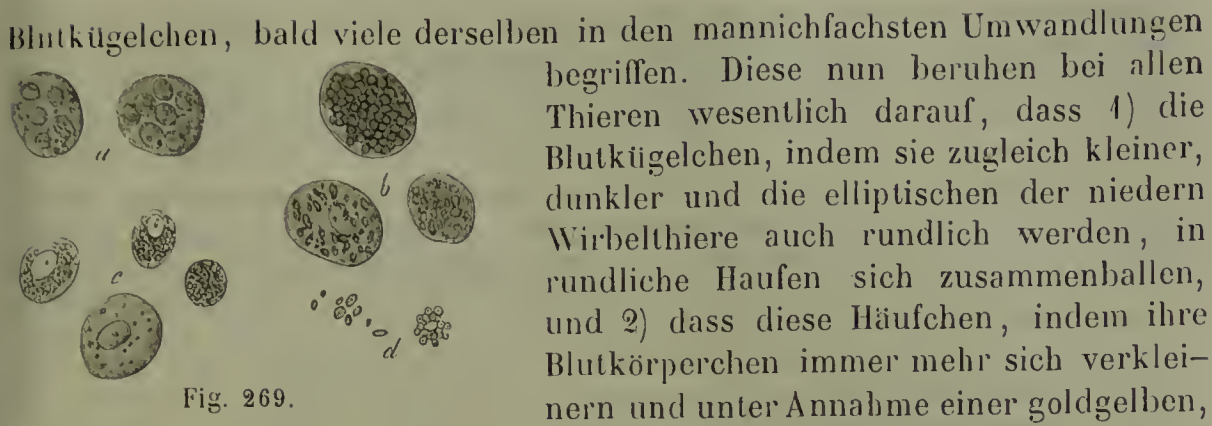 Blutkügelchen, bald viele derselben in den mannichfachsten Umwandlungen
begriffen. Diese nun beruhen bei allen
Thieren wesentlich darauf, dass 1) die
Blutkügelchen, indem sie zugleich kleiner,
dunkler und die elliptischen der niedern
Wirbelthiere auch rundlich werden, in
rundliche Haufen sich zusammenballen,
und 2) dass diese Häufchen, indem ihre
Blutkörperchen immer mehr sich verklei-
nern und unter Annahme einer goldgelben,
a
b
c
d
Fig. 269.